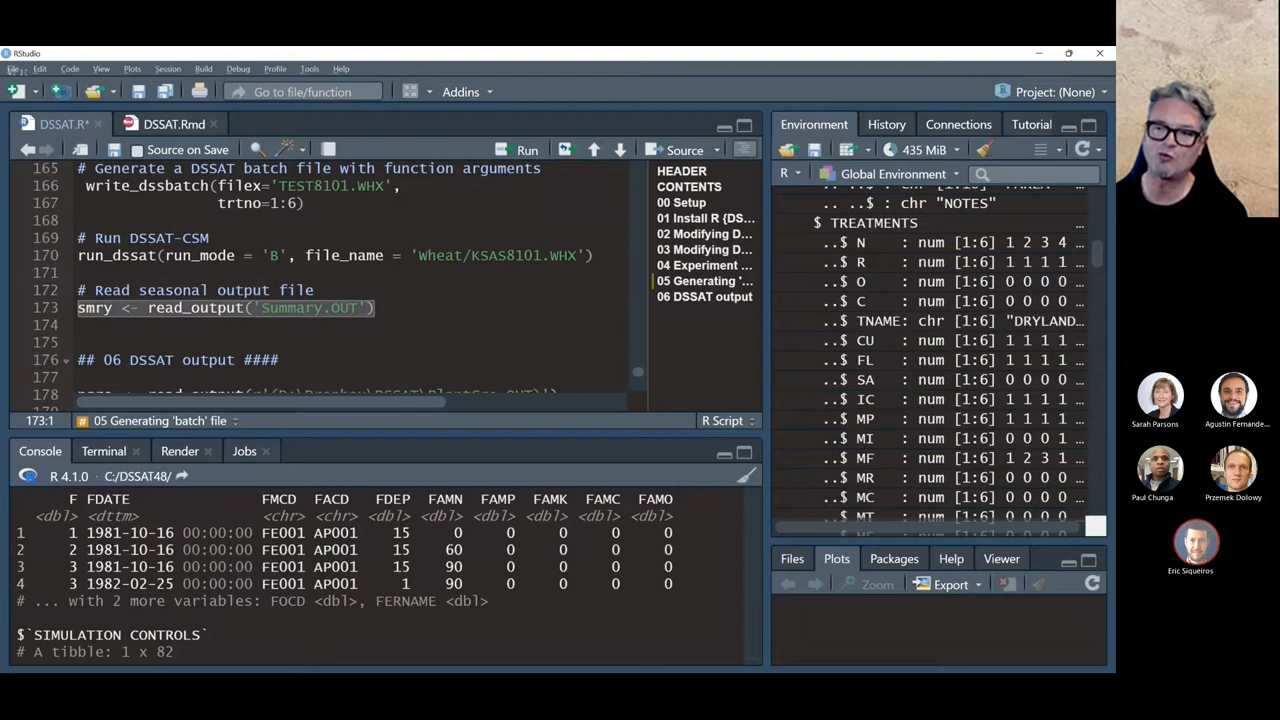 RStudio
File Edit Code View Plots Session Build Debug Profile Tools Help
Go to file/function
Addins
Project: (None)
DSSAT.R*
DSSAT.Rmd
Source on Save
Run
Source
165 # Generate a DSSAT batch file with function arguments
166 write_dssbatch(filex='TEST8101.WHX',
167 trtno=1:6)
168
169 # Run DSSAT-CSM
170 run_dssat(run_mode = 'B', file_name = 'Wheat/KSAS8101.WHX')
171
172 # Read seasonal output file
173 smry <- read_output('Summary.OUT')
174
175
176 ## 06 DSSAT output ####
177
178
HEADER
CONTENTS
00 Setup
01 Install R {DS...
02 Modifying D...
03 Modifying D...
04 Experiment ...
05 Generating '...
06 DSSAT output
173:1
05 Generating 'batch' file
R Script
Console Terminal Render Jobs
R 4.1.0 · C:/DSSAT48/
F FDATE FMCD FACD FDEP FAMN FAMP FAMK FAMC FAMO
<dbl> <dttm> <chr> <chr> <dbl> <dbl> <dbl> <dbl> <dbl> <dbl>
1 1 1981-10-16 00:00:00 FE001 AP001 15 0 0 0 0 0
2 2 1981-10-16 00:00:00 FE001 AP001 15 60 0 0 0 0
3 3 1981-10-16 00:00:00 FE001 AP001 15 90 0 0 0 0
4 3 1982-02-25 00:00:00 FE001 AP001 1 90 0 0 0 0
# ... with 2 more variables: FOCD <dbl>, FERNAME <dbl>
$`SIMULATION CONTROLS`
# A tibble: 1 x 82
Environment History Connections Tutorial
435 MiB
R Global Environment
.. ..$ : chr "NOTES"
$ TREATMENTS ...
..$ N : num [1:6] 1 2 3 4 ...
..$ R : num [1:6] 1 1 1 1 ...
..$ O : num [1:6] 0 0 0 0 ...
..$ C : num [1:6] 0 0 0 0 ...
..$ TNAME: chr [1:6] "DRYLAND...
..$ CU : num [1:6] 1 1 1 1 ...
..$ FL : num [1:6] 1 1 1 1 ...
..$ SA : num [1:6] 0 0 0 0 ...
..$ IC : num [1:6] 1 1 1 1 ...
..$ MP : num [1:6] 1 1 1 1 ...
..$ MI : num [1:6] 0 0 0 1 ...
..$ MF : num [1:6] 1 2 3 1 ...
..$ MR : num [1:6] 0 0 0 0 ...
..$ MC : num [1:6] 0 0 0 0 ...
..$ MT : num [1:6] 0 0 0 0 ...
Files Plots Packages Help Viewer
Zoom
Export
Sarah Parsons
Agustin Fernande...
Paul Chunga
Przemek Dolowy
Eric Siqueiros